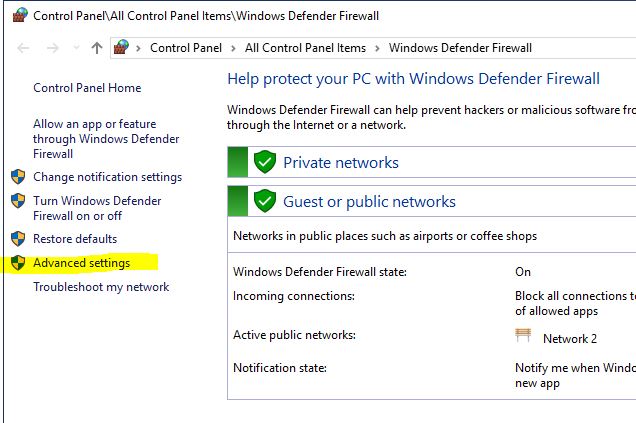 Control Panel\All Control Panel Items\Windows Defender Firewall
Control Panel > All Control Panel Items > Windows Defender Firewall
Control Panel Home
Allow an app or feature
through Windows Defender
Firewall
Change notification settings
Turn Windows Defender
Firewall on or off
Restore defaults
Advanced settings
Troubleshoot my network
Help protect your PC with Windows Defender Firewall
Windows Defender Firewall can help prevent hackers or malicious software fro
through the Internet or a network.
Private networks
Guest or public networks
Networks in public places such as airports or coffee shops
Windows Defender Firewall state: On
Incoming connections: Block all connections to
of allowed apps
Active public networks: Network 2
Notification state: Notify me when Windo
new app